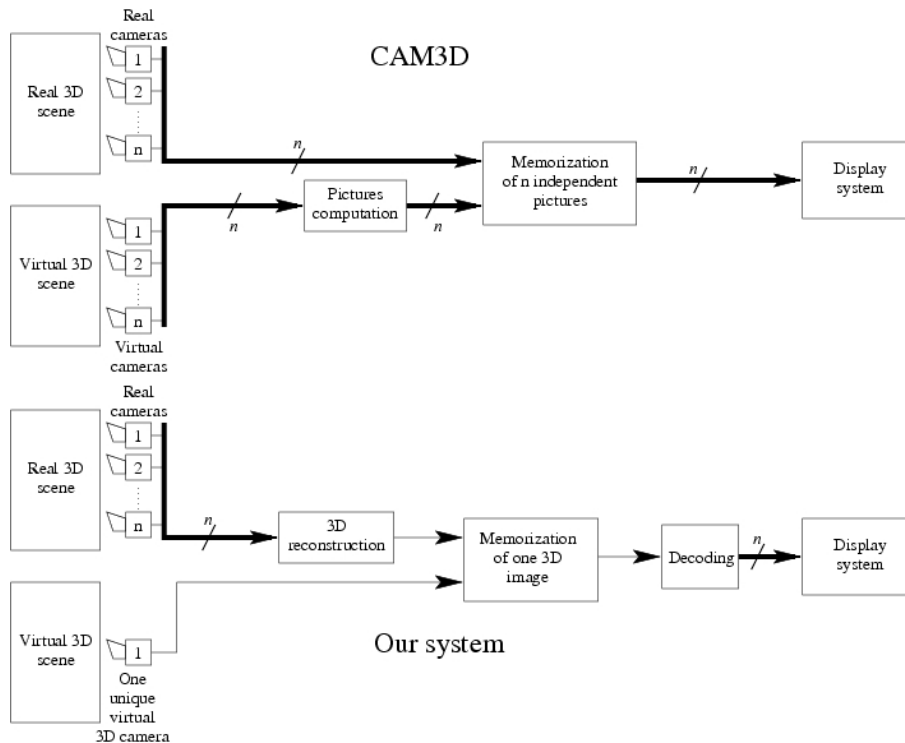 Real
cameras
CAM3D
1
2
n
Real 3D
scene
n
Memorization
of n independent
pictures
n
Display
system
Pictures
computation
n
n
Virtual 3D
scene
1
2
n
Virtual
cameras
Real
cameras
1
2
n
Real 3D
scene
n
3D
reconstruction
Memorization
of one 3D
image
Decoding
n
Display
system
Virtual 3D
scene
1
One
unique
virtual
3D camera
Our system